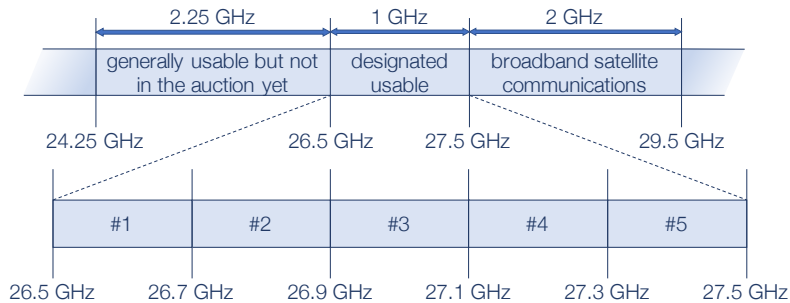 2.25 GHz 1 GHz 2 GHz
generally usable but not
in the auction yet
designated
usable
broadband satellite
communications
24.25 GHz 26.5 GHz 27.5 GHz 29.5 GHz
#1 #2 #3 #4 #5
26.5 GHz 26.7 GHz 26.9 GHz 27.1 GHz 27.3 GHz 27.5 GHz